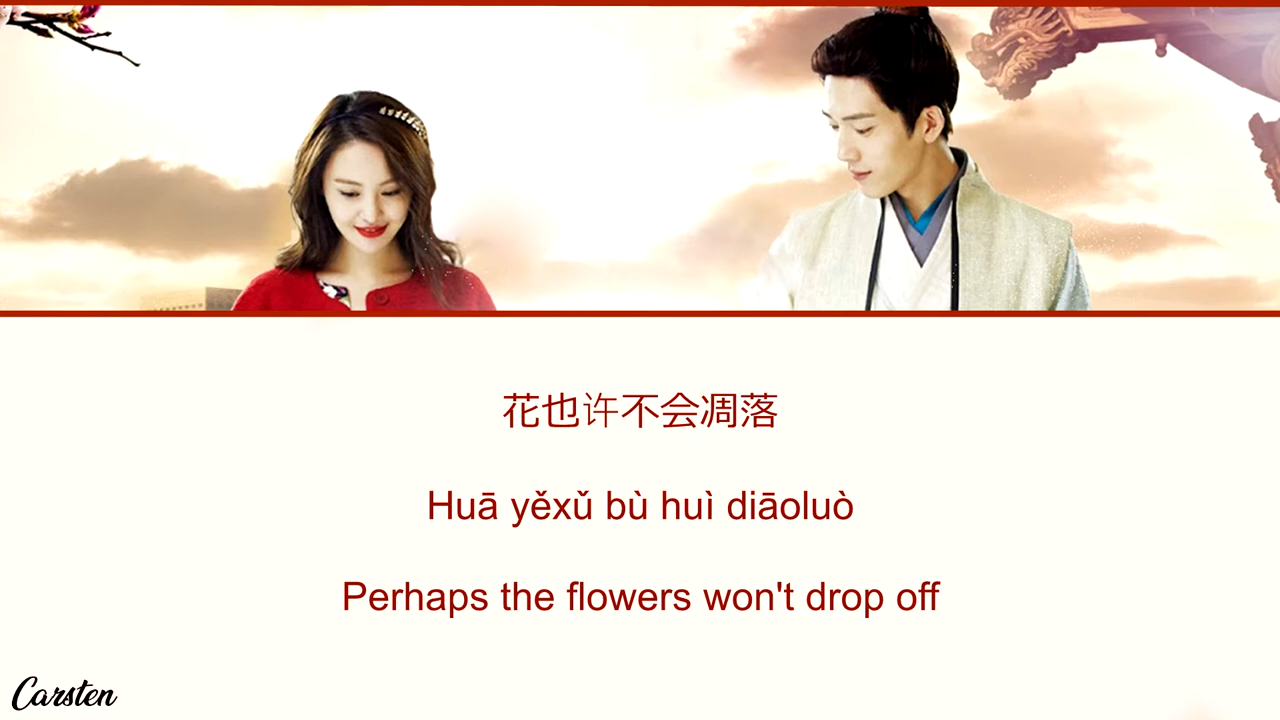 花也许不会凋落
Huā yěxǔ bù huì diāoluò
Perhaps the flowers won't drop off
Carsten